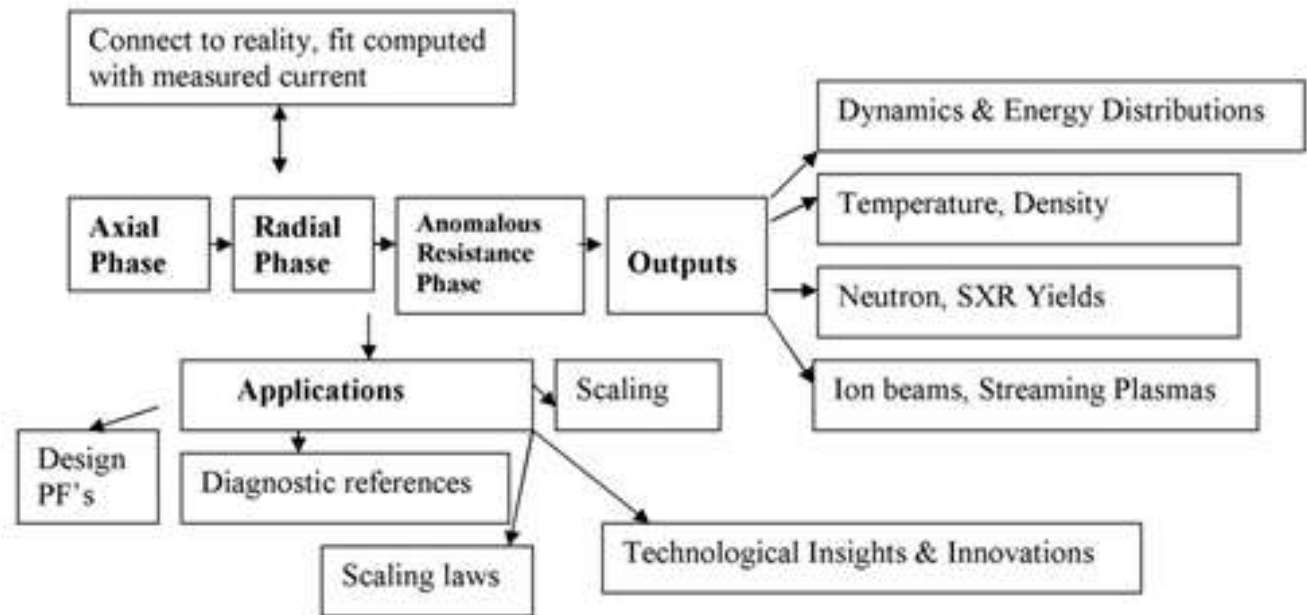 Connect to reality, fit computed
with measured current
Dynamics & Energy Distributions
Axial
Phase
Radial
Phase
Anomalous
Resistance
Phase
Outputs
Temperature, Density
Neutron, SXR Yields
Ion beams, Streaming Plasmas
Applications
Scaling
Design
PF's
Diagnostic references
Scaling laws
Technological Insights & Innovations